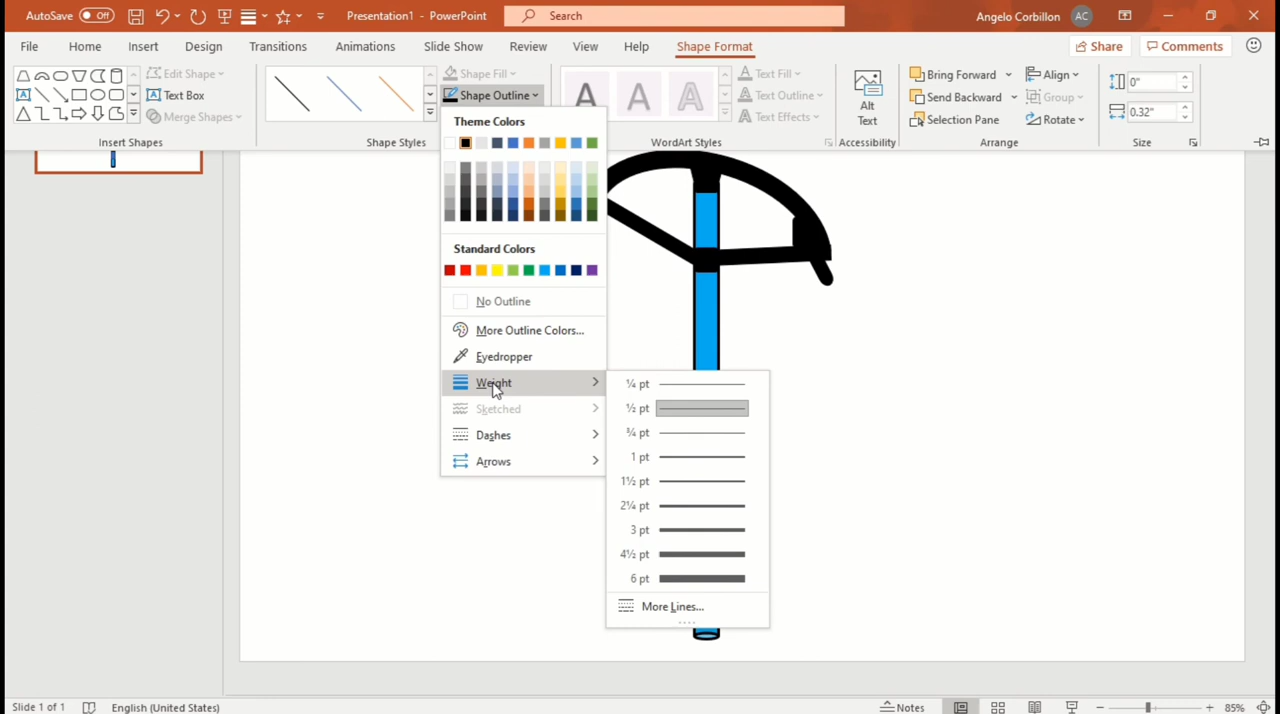 AutoSave Off Presentation1 - PowerPoint Search Angelo Corbillon AC
File Home Insert Design Transitions Animations Slide Show Review View Help Shape Format Share Comments
Edit Shape
Text Box
Merge Shapes
Insert Shapes
Shape Fill
Shape Outline
Shape Styles
A A A
Text Fill
Text Outline
Text Effects
WordArt Styles
Alt
Text
Accessibility
Bring Forward
Send Backward
Selection Pane
Align
Group
Rotate
Arrange
0"
0.32"
Size
Theme Colors
Standard Colors
No Outline
More Outline Colors...
Eyedropper
Weight
Sketched
Dashes
Arrows
¼ pt
½ pt
¾ pt
1 pt
1½ pt
2¼ pt
3 pt
4½ pt
6 pt
More Lines...
Slide 1 of 1 English (United States) Notes 85%